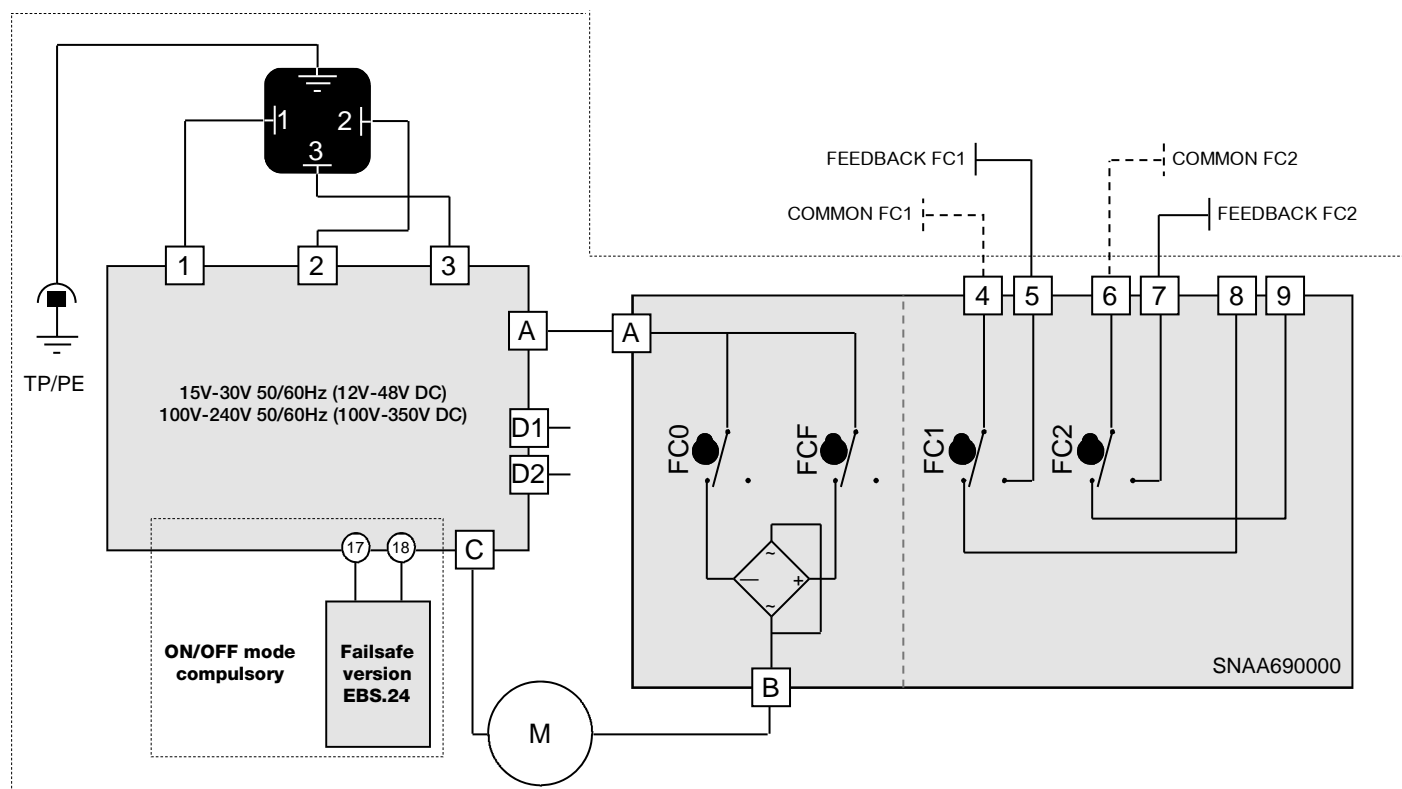 1
2
3
FEEDBACK FC1
COMMON FC2
COMMON FC1
FEEDBACK FC2
1
2
3
4
5
6
7
8
9
A
A
TP/PE
15V-30V 50/60Hz (12V-48V DC)
100V-240V 50/60Hz (100V-350V DC)
D1
D2
FC0
FCF
FC1
FC2
17
18
C
~
—
+
~
ON/OFF mode
compulsory
Failsafe
version
EBS.24
SNAA690000
B
M